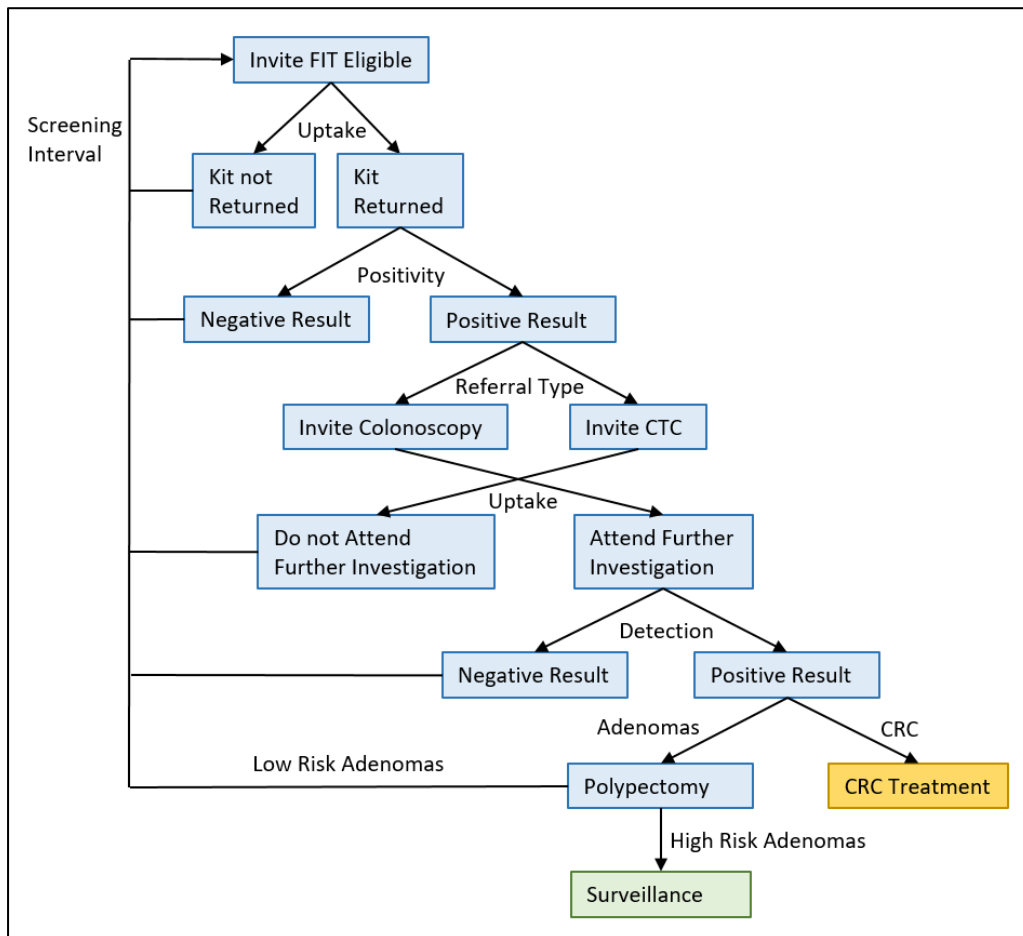 Invite FIT Eligible
Screening
Interval
Uptake
Kit not
Returned
Kit
Returned
Positivity
Negative Result
Positive Result
Referral Type
Invite Colonoscopy
Invite CTC
Uptake
Do not Attend
Further Investigation
Attend Further
Investigation
Detection
Negative Result
Positive Result
Adenomas
CRC
Low Risk Adenomas
Polypectomy
CRC Treatment
High Risk Adenomas
Surveillance